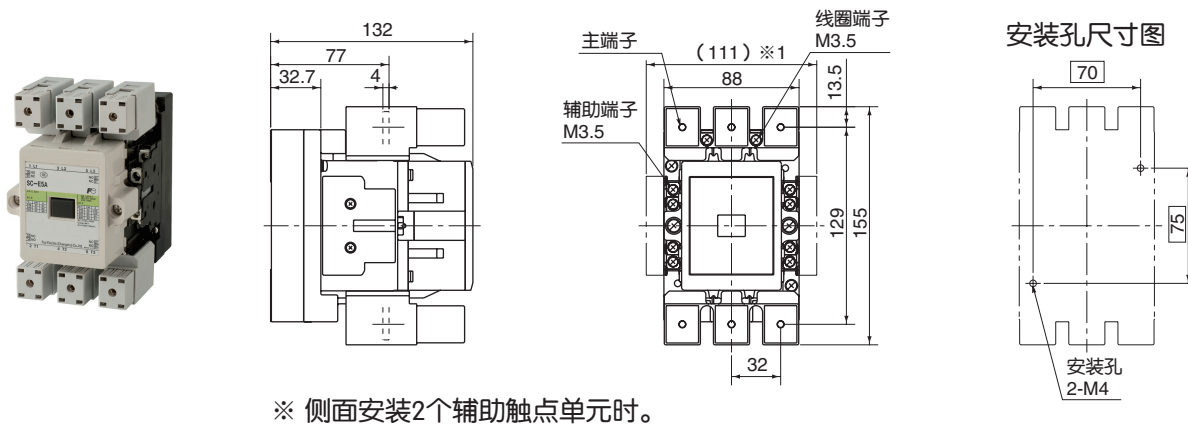 132
77
32.7
4
主端子
线圈端子
M3.5
(111) ※1
88
13.5
辅助端子
M3.5
129
155
32
安装孔尺寸图
70
75
安装孔
2-M4
SC-E5A
※ 侧面安装2个辅助触点单元时。